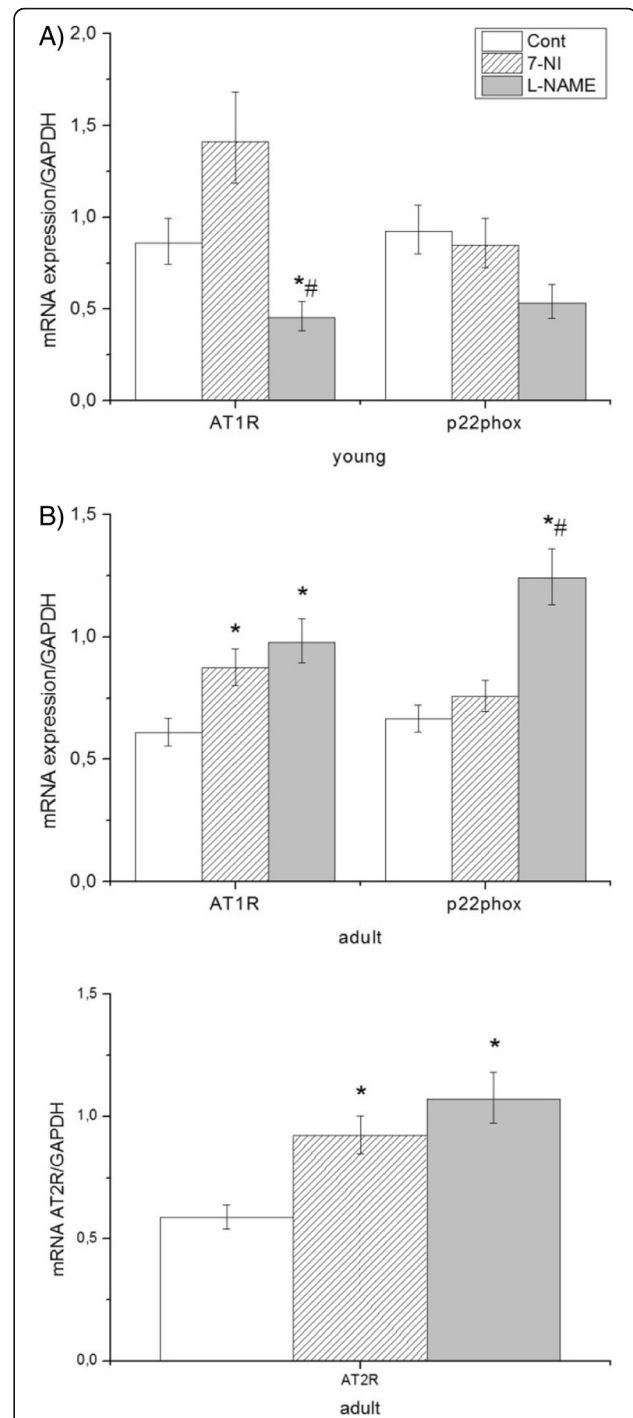 A)
Cont
7-NI
L-NAME
mRNA expression/GAPDH
2,0
1,5
1,0
0,5
0,0
*#
AT1R
p22phox
young
B)
mRNA expression/GAPDH
1,5
1,0
0,5
0,0
*
*
*#
AT1R
p22phox
adult
mRNA AT2R/GAPDH
1,5
1,0
0,5
0,0
*
*
AT2R
adult